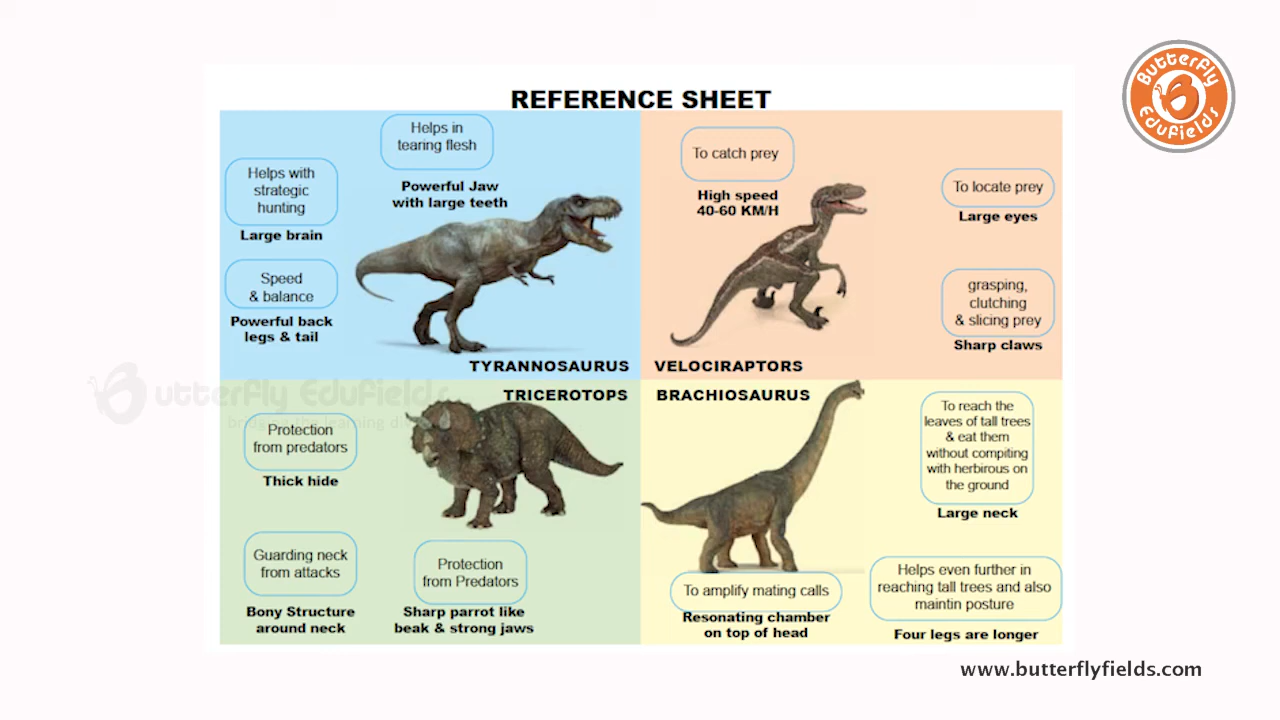 Butterfly
EduFields
REFERENCE SHEET
Helps in
tearing flesh
Powerful Jaw
with large teeth
Helps with
strategic
hunting
Large brain
Speed
& balance
Powerful back
legs & tail
TYRANNOSAURUS
To catch prey
High speed
40-60 KM/H
To locate prey
Large eyes
grasping,
clutching
& slicing prey
Sharp claws
VELOCIRAPTORS
TRICEROTOPS
Butterfly EduFields
Protection
from predators
Thick hide
Guarding neck
from attacks
Bony Structure
around neck
Protection
from Predators
Sharp parrot like
beak & strong jaws
BRACHIOSAURUS
To reach the
leaves of tall trees
& eat them
without compiting
with herbirous on
the ground
Large neck
To amplify mating calls
Resonating chamber
on top of head
Helps even further in
reaching tall trees and also
maintin posture
Four legs are longer
www.butterflyfields.com